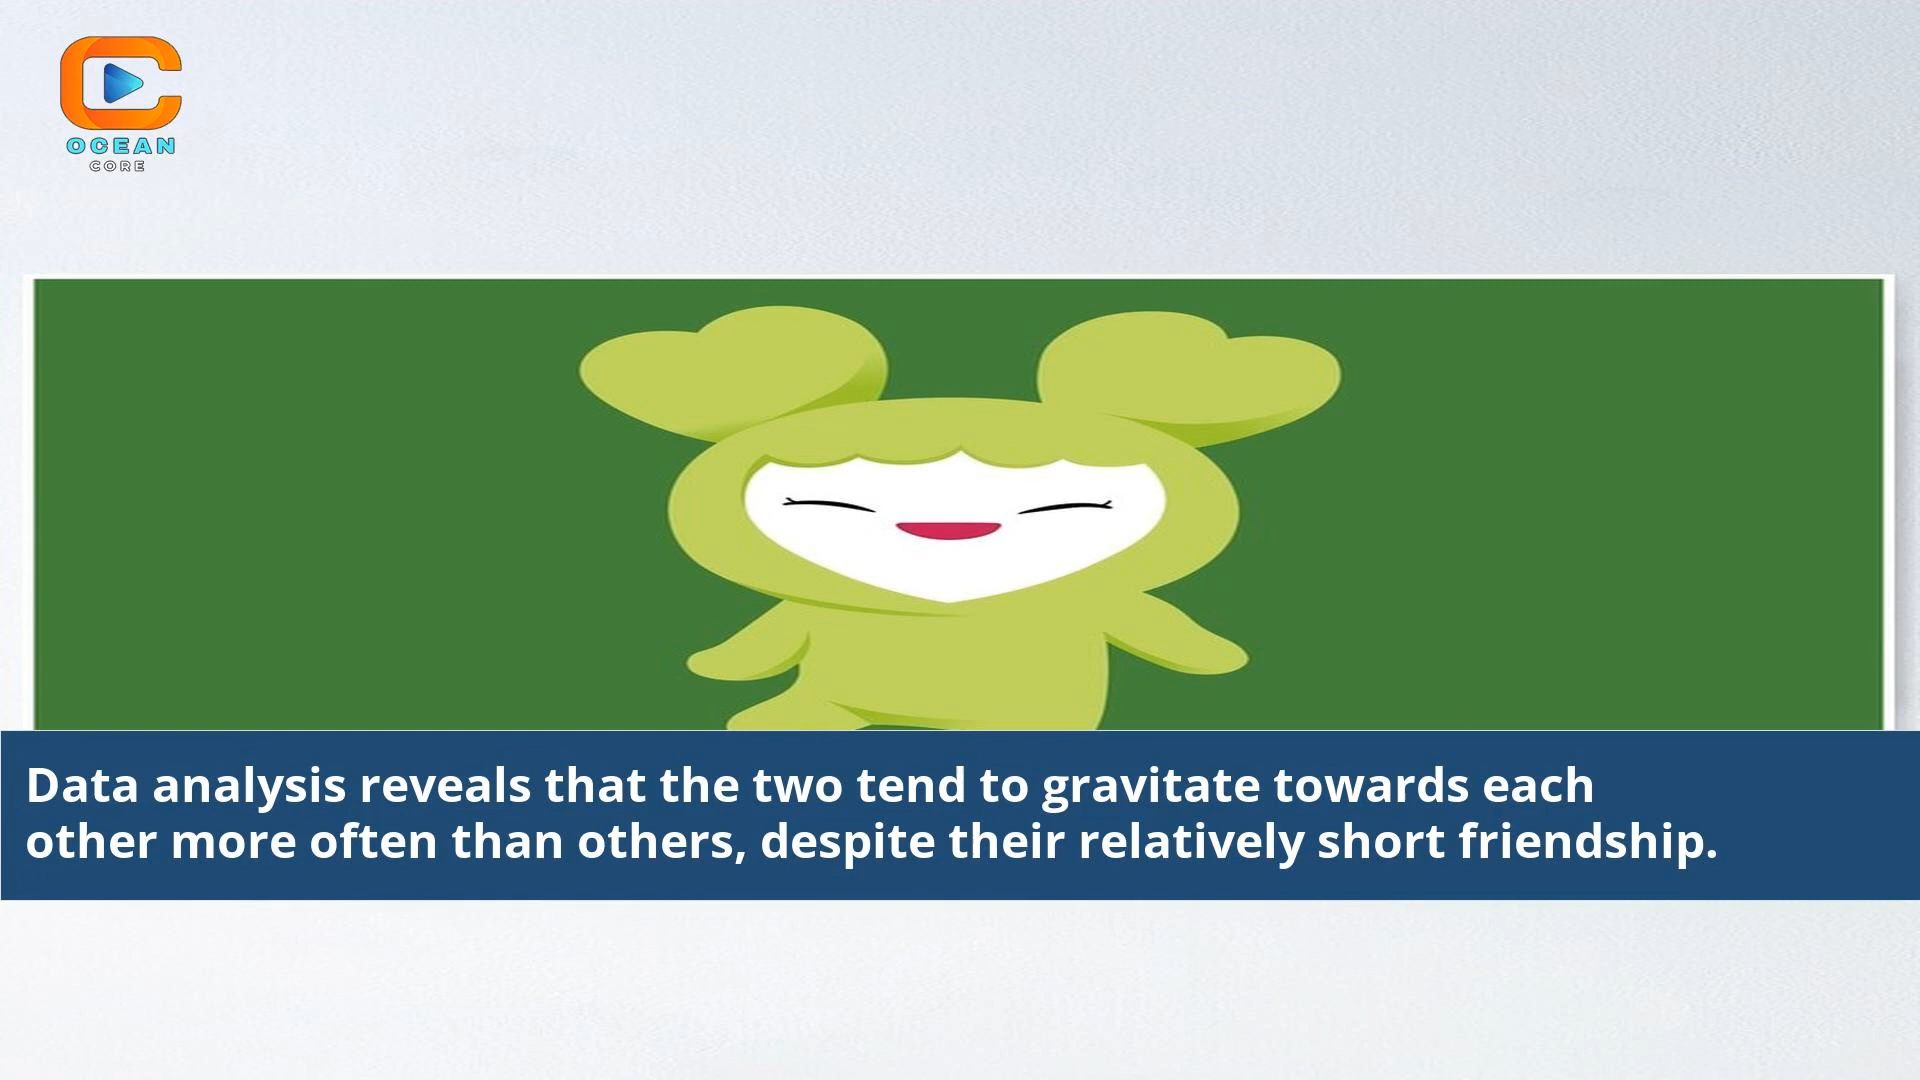 OCEAN
CORE
Data analysis reveals that the two tend to gravitate towards each
other more often than others, despite their relatively short friendship.